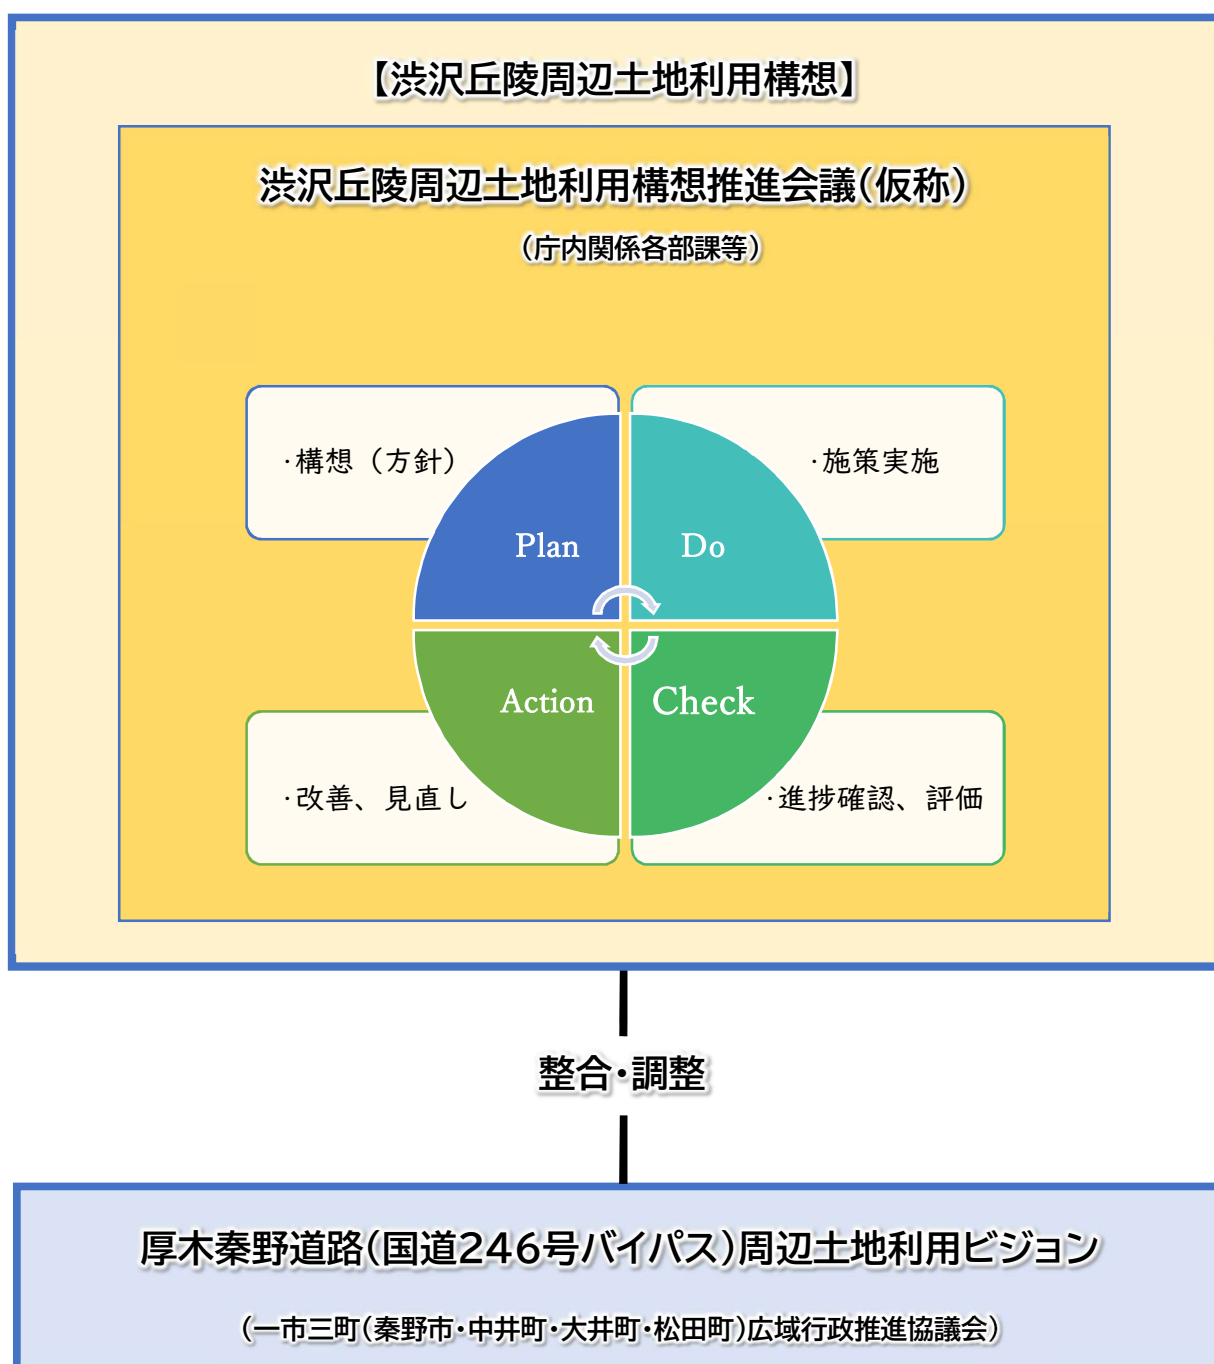 【渋沢丘陵周辺土地利用構想】
渋沢丘陵周辺土地利用構想推進会議(仮称)
(庁内関係各部課等)
・構想（方針）
・施策実施
Plan
Do
Action
Check
・改善、見直し
・進捗確認、評価
整合・調整
厚木秦野道路(国道246号バイパス)周辺土地利用ビジョン
(一市三町(秦野市・中井町・大井町・松田町)広域行政推進協議会)